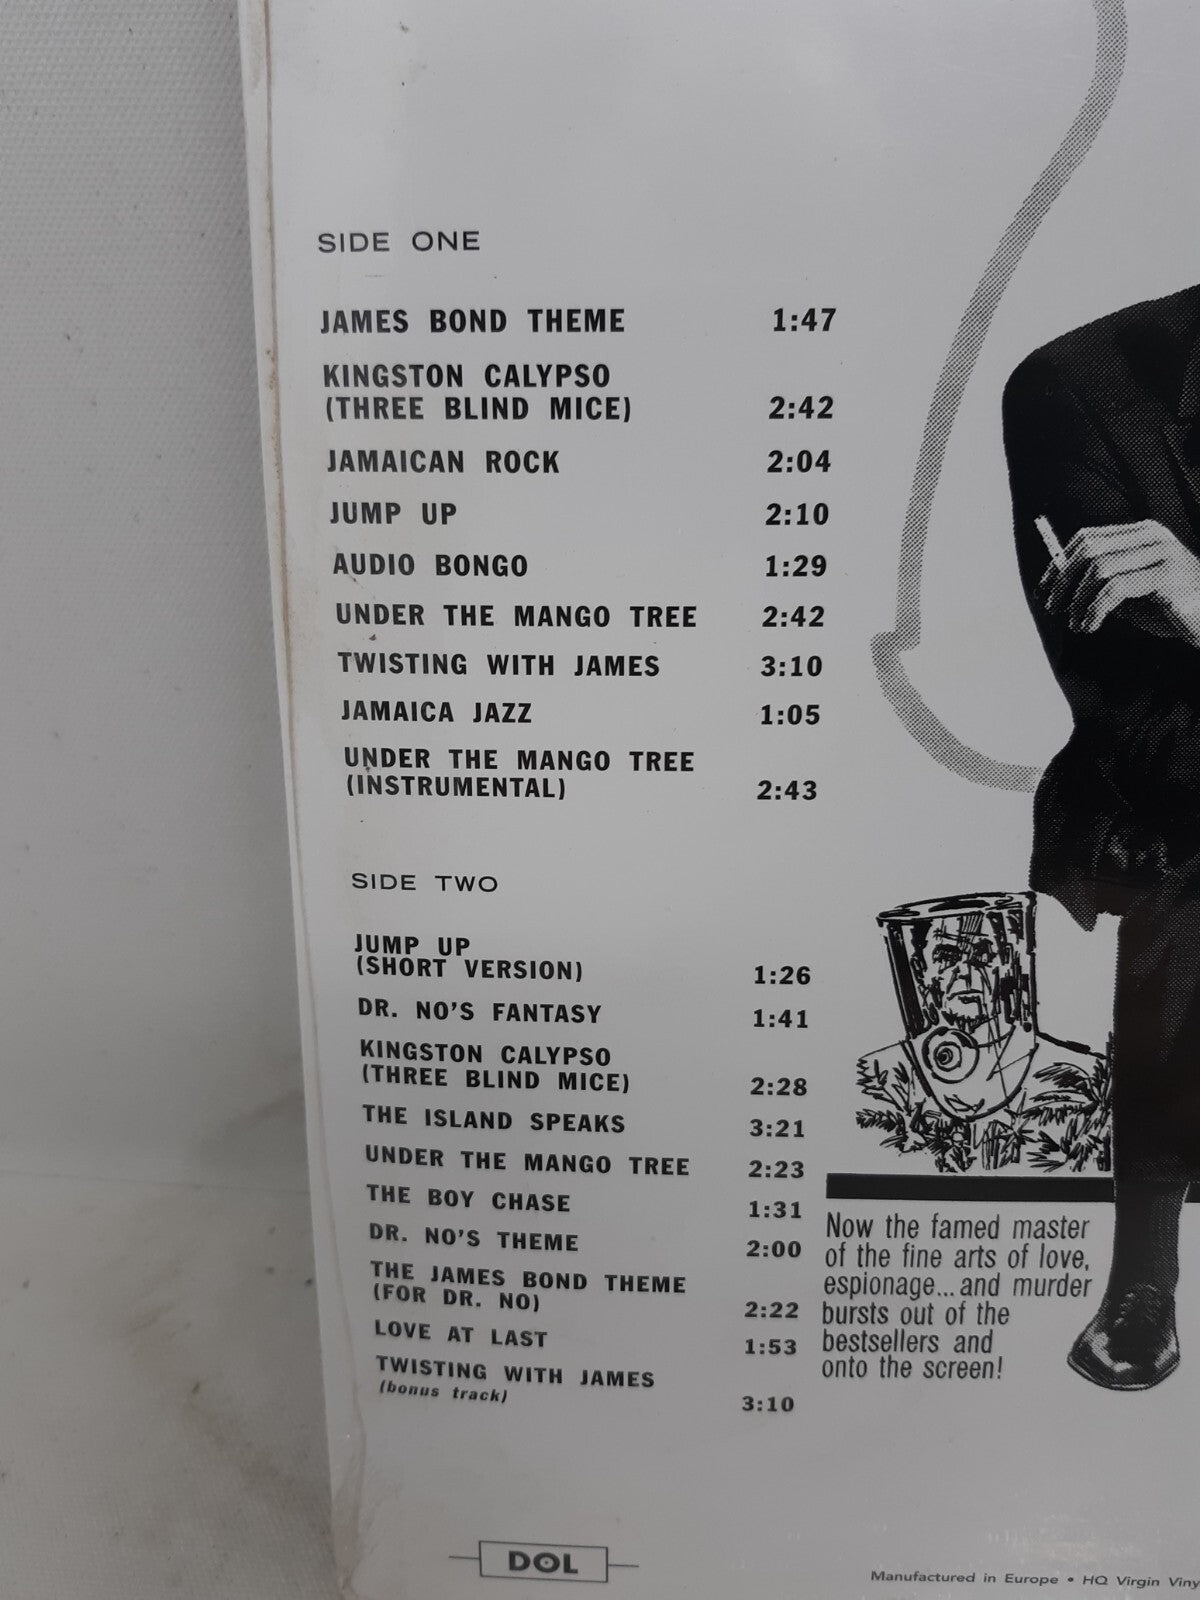 SIDE ONE
JAMES BOND THEME 1:47
KINGSTON CALYPSO
(THREE BLIND MICE) 2:42
JAMAICAN ROCK 2:04
JUMP UP 2:10
AUDIO BONGO 1:29
UNDER THE MANGO TREE 2:42
TWISTING WITH JAMES 3:10
JAMAICA JAZZ 1:05
UNDER THE MANGO TREE
(INSTRUMENTAL) 2:43
SIDE TWO
JUMP UP
(SHORT VERSION) 1:26
DR. NO'S FANTASY 1:41
KINGSTON CALYPSO
(THREE BLIND MICE) 2:28
THE ISLAND SPEAKS 3:21
UNDER THE MANGO TREE 2:23
THE BOY CHASE 1:31
DR. NO'S THEME 2:00
THE JAMES BOND THEME
(FOR DR. NO) 2:22
LOVE AT LAST 1:53
TWISTING WITH JAMES
(bonus track) 3:10
Now the famed master
of the fine arts of love,
espionage...and murder
bursts out of the
bestsellers and
onto the screen!
DOL
Manufactured in Europe • HQ Virgin Viny